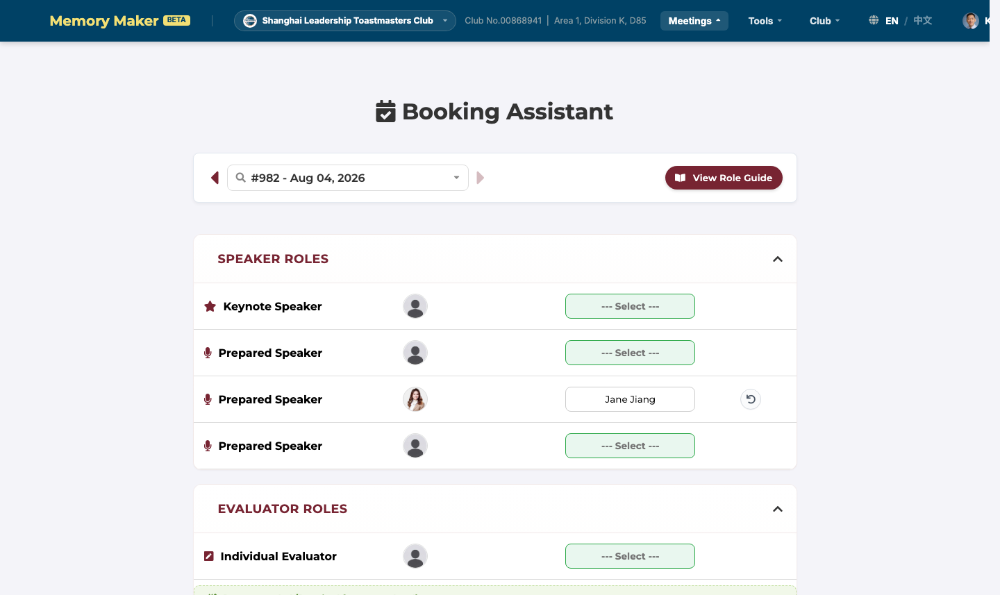 Memory Maker BETA
Shanghai Leadership Toastmasters Club
Club No.00868941 | Area 1, Division K, D85
Meetings
Tools
Club
EN / 中文
K
Booking Assistant
#982 - Aug 04, 2026
View Role Guide
SPEAKER ROLES
Keynote Speaker
--- Select ---
Prepared Speaker
--- Select ---
Prepared Speaker
Jane Jiang
Prepared Speaker
--- Select ---
EVALUATOR ROLES
Individual Evaluator
--- Select ---